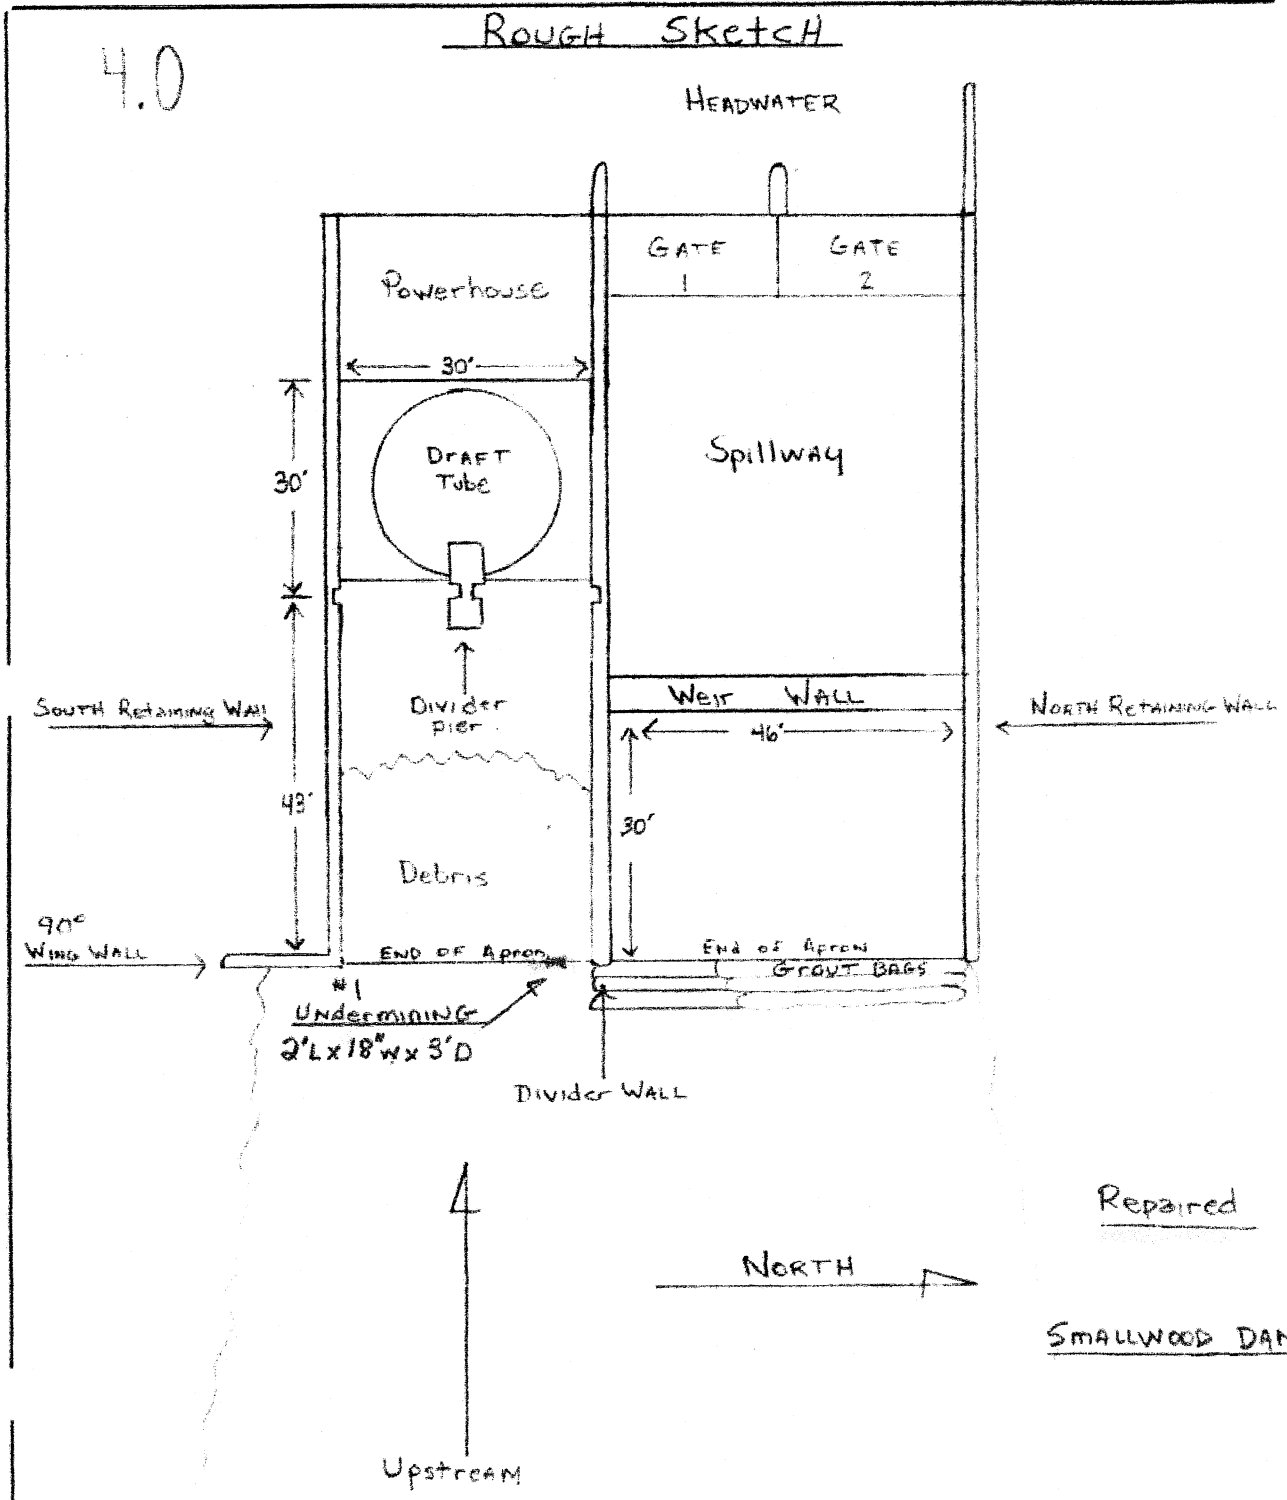 ROUGH SketcH
4.0
HEADWATER
GATE
1
GATE
2
Powerhouse
30'
DrAFT
Tube
30'
SpillwAy
Weir WALL
46'
SOUTH Retaining Wall
Divider
pier
NORTH RETAINING WALL
43'
30'
Debris
90°
WING WALL
END OF Apron
End of Apron
GrOUT BAGS
#1
UNderminING
2'L x 18"W x 3'D
Divider WALL
Repaired
NORTH
SMALLWOOD DAM
UpstreAM